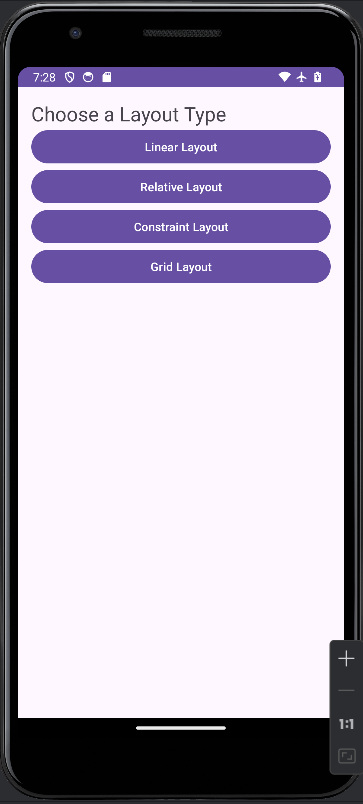 7:28
Choose a Layout Type
Linear Layout
Relative Layout
Constraint Layout
Grid Layout
1:1